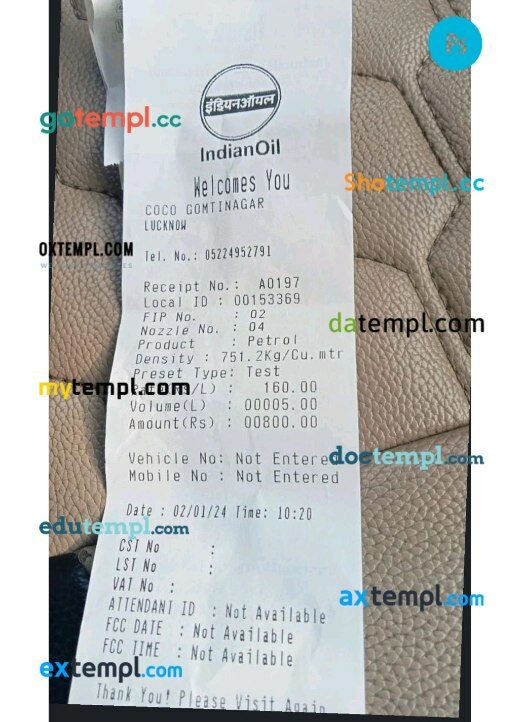 Ps
इंडियनऑयल
gotempl.cc
IndianOil
Welcomes You
Shotempl.cc
COCO GOMTINAGAR
LUCKNOW
OXTEMPL.COM
Tel. No.: 05224952791
Receipt No.: A0197
Local ID : 00153369
FIP No. : 02
Nozzle No. : 04
datempl.com
Product : Petrol
Density : 751.2Kg/Cu.mtr
Preset Type: Test
mytempl.com
/L) : 160.00
Volume(L) : 00005.00
Amount(Rs) : 00800.00
Vehicle No: Not Entered
doctempl.com
Mobile No : Not Entered
Date : 02/01/24 Time: 10:20
edutempl.com
CST No :
LST No :
VAT No :
axtempl.com
ATTENDANT ID : Not Available
FCC DATE : Not Available
FCC TIME : Not Available
extempl.com
Thank You! Please Visit Again